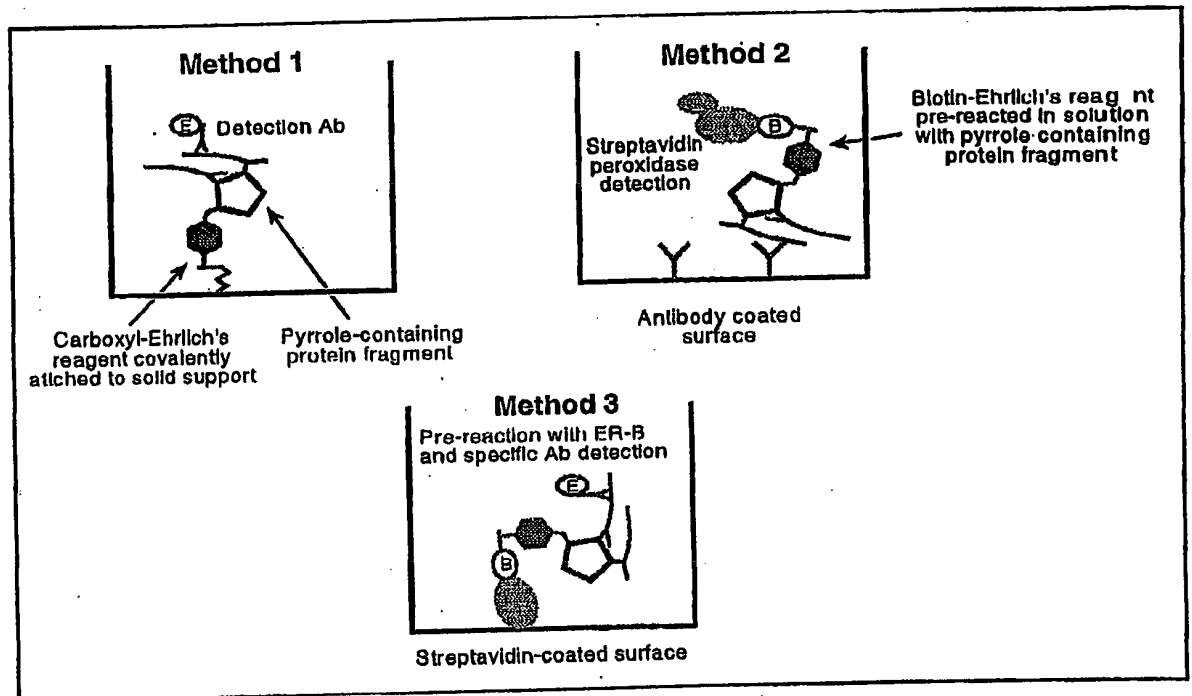 Method 1
E
Detection Ab
Carboxyl-Ehrlich's
reagent covalently
attched to solid support
Pyrrole-containing
protein fragment
Method 2
B
Streptavidin
peroxidase
detection
Biotin-Ehrlich's reag nt
pre-reacted in solution
with pyrrole-containing
protein fragment
Antibody coated
surface
Method 3
Pre-reaction with ER-B
and specific Ab detection
E
B
Streptavidin-coated surface